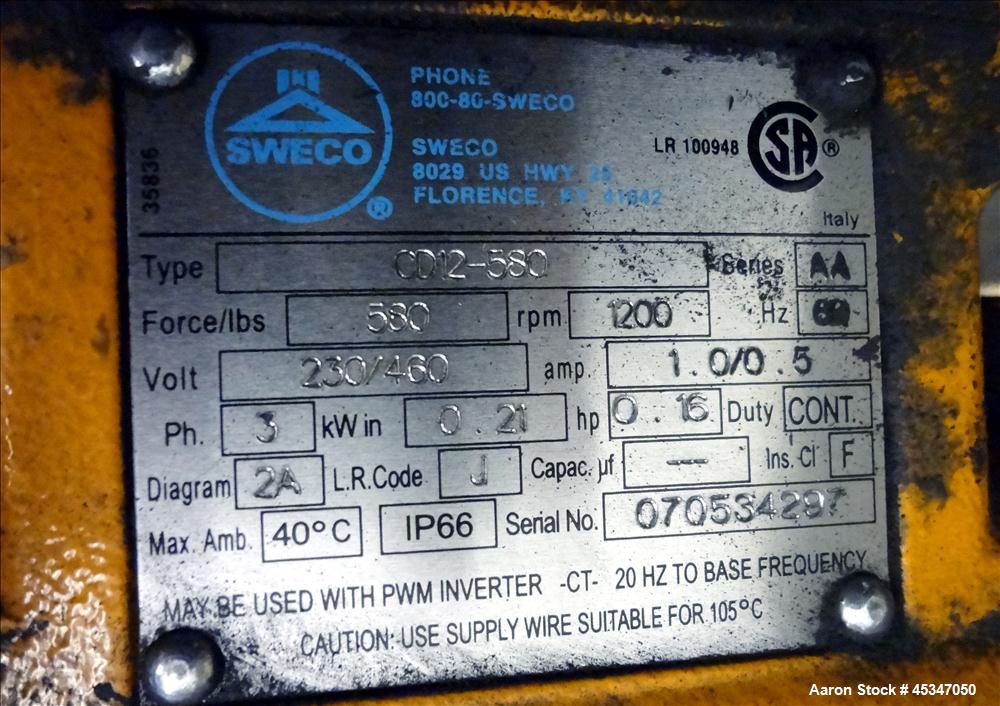 PHONE
800-80-SWECO
SWECO
SWECO ®
8029 US HWY 25,
FLORENCE, KY 41042
LR 100948 CSA ®
35836
Italy
Type CD12-580 Series AA
Force/lbs 580 rpm 1200 Hz 60
Volt 230/460 amp. 1.0/0.5
Ph. 3 kW in 0.21 hp 0.16 Duty CONT.
Diagram 2A L.R.Code J Capac. µf --- Ins. Cl F
Max. Amb. 40°C IP66 Serial No. 070534297
MAY BE USED WITH PWM INVERTER -CT- 20 HZ TO BASE FREQUENCY
CAUTION: USE SUPPLY WIRE SUITABLE FOR 105°C
Aaron Stock # 45347050